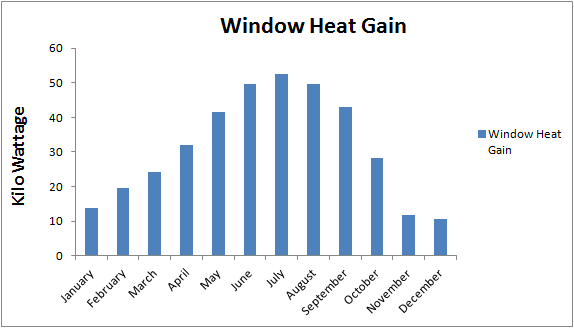 Window Heat Gain
Kilo Wattage
60
50
40
30
20
10
0
January
February
March
April
May
June
July
August
September
October
November
December
Window Heat
Gain